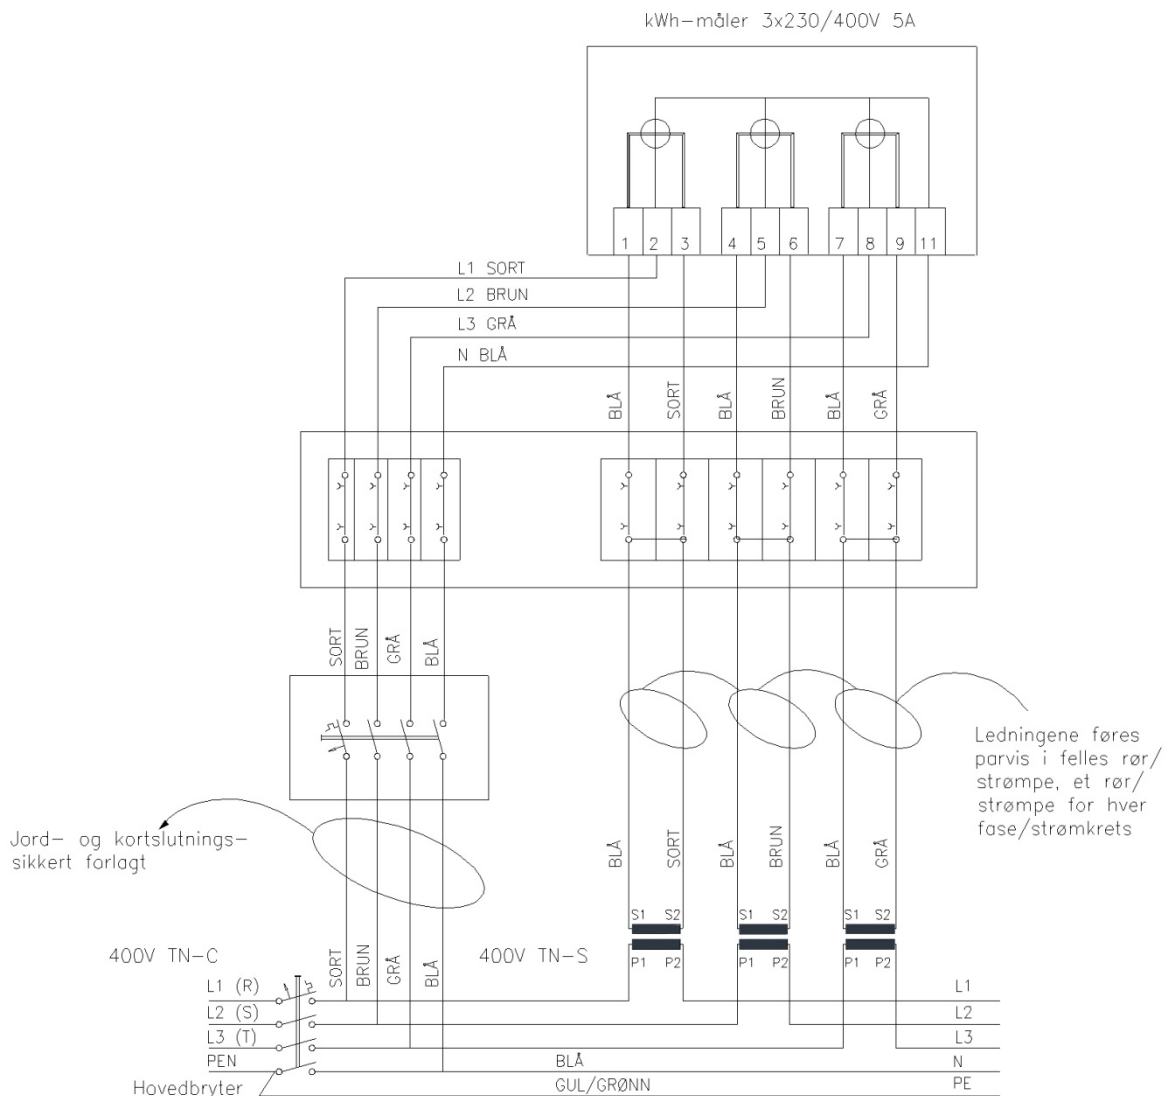 kWh-måler 3x230/400V 5A
1 2 3 4 5 6 7 8 9 11
L1 SORT
L2 BRUN
L3 GRÅ
N BLÅ
BLÅ SORT BLÅ BRUN BLÅ GRÅ
SORT BRUN GRÅ BLÅ
Ledningene føres
parvis i felles rør/
strømpe, et rør/
strømpe for hver
fase/strømkrets
Jord- og kortslutnings-
sikkert forlagt
BLÅ SORT BLÅ BRUN BLÅ GRÅ
S1 S2 S1 S2 S1 S2
P1 P2 P1 P2 P1 P2
400V TN-C
SORT BRUN GRÅ BLÅ
400V TN-S
L1 (R) L1
L2 (S) L2
L3 (T) L3
PEN BLÅ N
Hovedbryter GUL/GRØNN PE